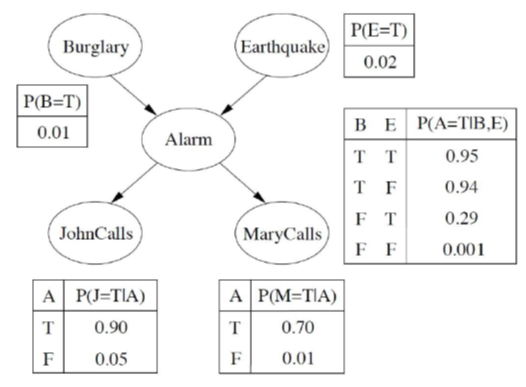 Burglary
Earthquake
P(E=T)
0.02
P(B=T)
0.01
Alarm
B E P(A=T|B,E)
T T 0.95
T F 0.94
F T 0.29
F F 0.001
JohnCalls
MaryCalls
A P(J=T|A)
T 0.90
F 0.05
A P(M=T|A)
T 0.70
F 0.01